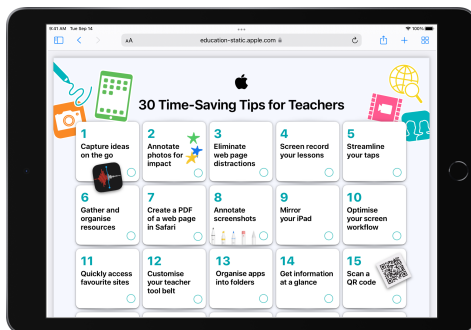 9:41 AM Tue Sep 14
100%
AA
education-static.apple.com
30 Time-Saving Tips for Teachers
1
Capture ideas
on the go
2
Annotate
photos for
impact
3
Eliminate
web page
distractions
4
Screen record
your lessons
5
Streamline
your taps
6
Gather and
organise
resources
7
Create a PDF
of a web page
in Safari
8
Annotate
screenshots
9
Mirror
your iPad
10
Optimise
your screen
workflow
11
Quickly access
favourite sites
12
Customise
your teacher
tool belt
13
Organise apps
into folders
14
Get information
at a glance
15
Scan a
QR code